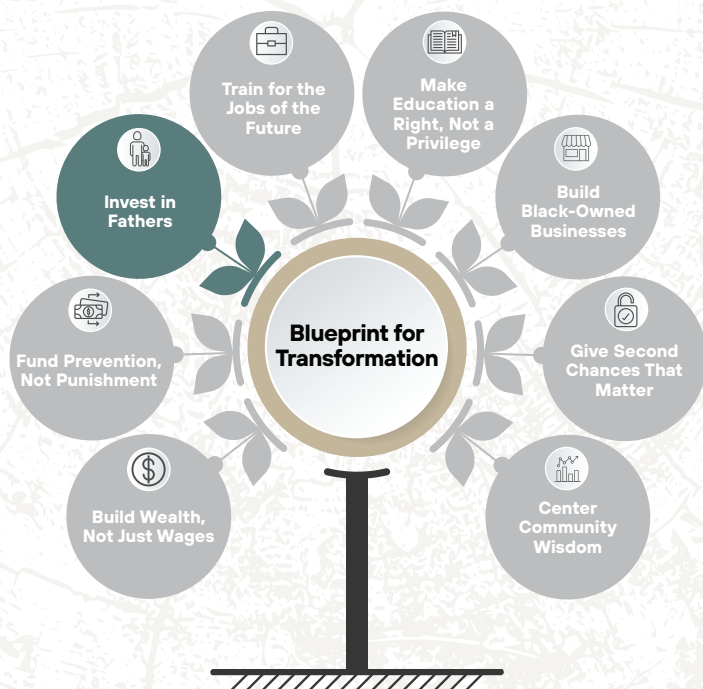 Train for the
Jobs of the
Future
Make
Education a
Right, Not a
Privilege
Invest in
Fathers
Build
Black-Owned
Businesses
Blueprint for
Transformation
Fund Prevention,
Not Punishment
Give Second
Chances That
Matter
Build Wealth,
Not Just Wages
Center
Community
Wisdom